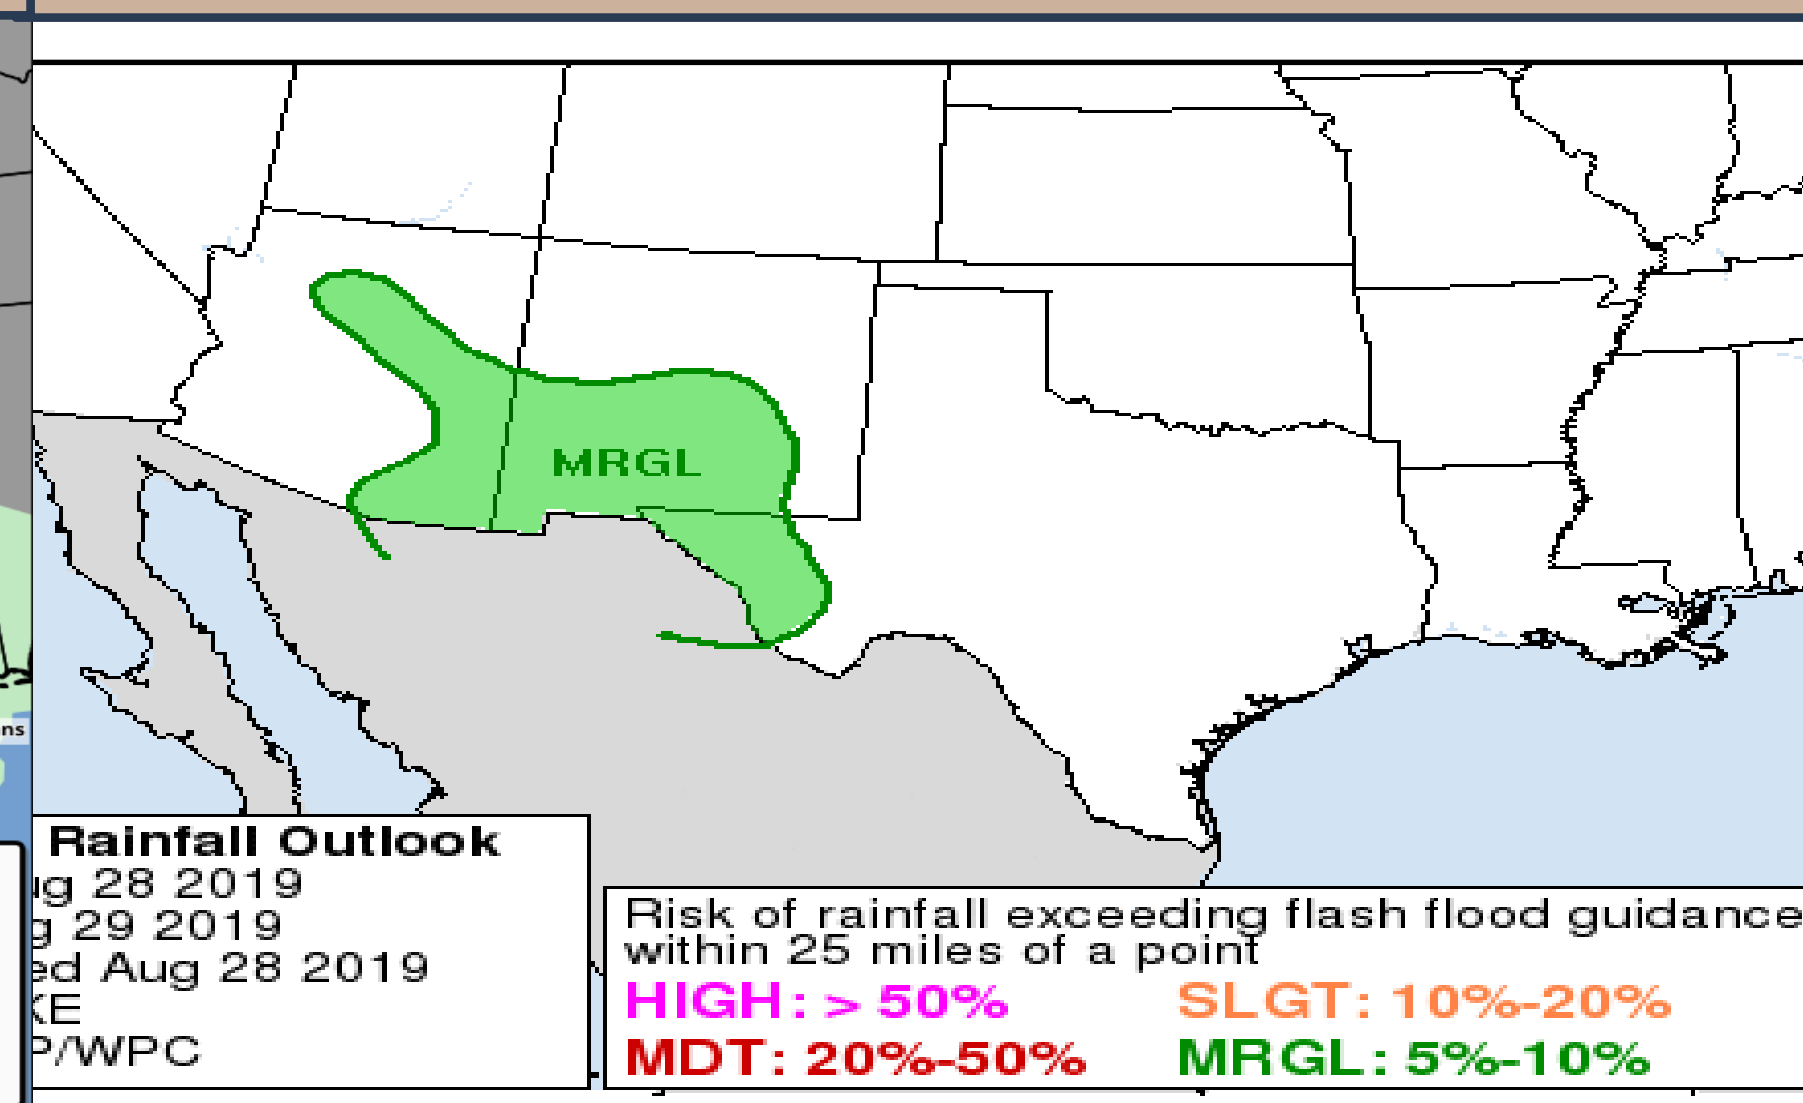 MRGL
ns
Rainfall Outlook
ug 28 2019
g 29 2019
ed Aug 28 2019
KE
P/WPC
Risk of rainfall exceeding flash flood guidance
within 25 miles of a point
HIGH: > 50% SLGT: 10%-20%
MDT: 20%-50% MRGL: 5%-10%